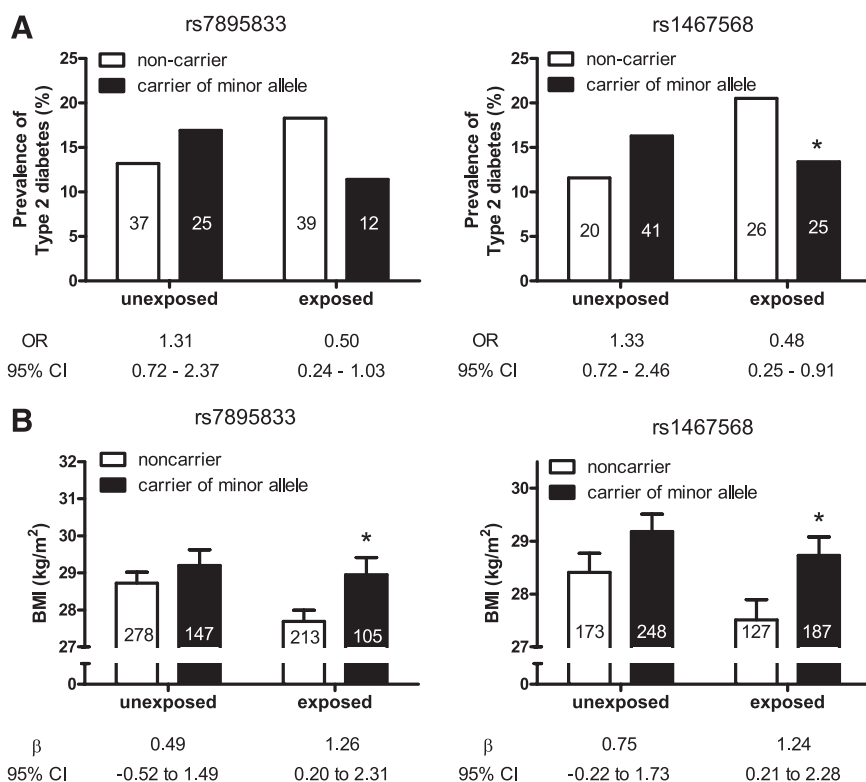 A
rs7895833
rs1467568
non-carrier
carrier of minor allele
Prevalence of
Type 2 diabetes (%)
25
20
15
10
5
0
37
25
39
12
unexposed
exposed
OR
1.31
0.50
95% CI
0.72 - 2.37
0.24 - 1.03
non-carrier
carrier of minor allele
Prevalence of
Type 2 diabetes (%)
25
20
15
10
5
0
20
41
26
25
*
unexposed
exposed
OR
1.33
0.48
95% CI
0.72 - 2.46
0.25 - 0.91
B
rs7895833
rs1467568
noncarrier
carrier of minor allele
BMI (kg/m²)
32
31
30
29
28
27
0
278
147
213
105
*
unexposed
exposed
β
0.49
1.26
95% CI
-0.52 to 1.49
0.20 to 2.31
noncarrier
carrier of minor allele
BMI (kg/m²)
30
29
28
27
0
173
248
127
187
*
unexposed
exposed
β
0.75
1.24
95% CI
-0.22 to 1.73
0.21 to 2.28